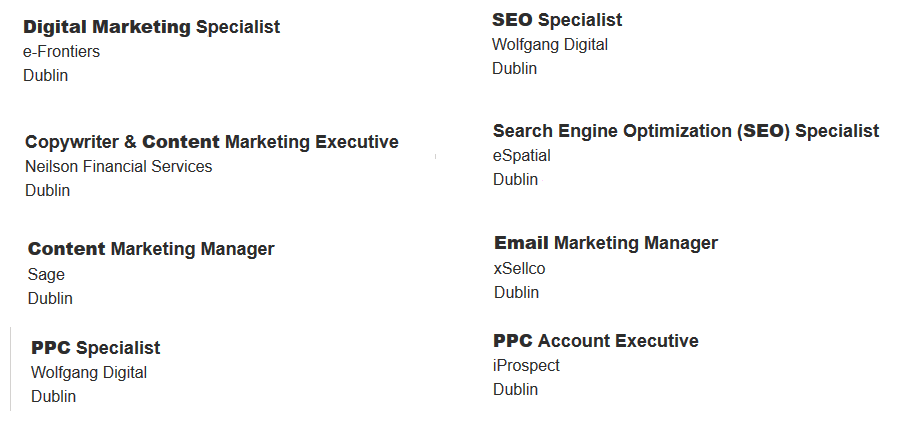 Digital Marketing Specialist
e-Frontiers
Dublin
Copywriter & Content Marketing Executive
Neilson Financial Services
Dublin
Content Marketing Manager
Sage
Dublin
PPC Specialist
Wolfgang Digital
Dublin
SEO Specialist
Wolfgang Digital
Dublin
Search Engine Optimization (SEO) Specialist
eSpatial
Dublin
Email Marketing Manager
xSellco
Dublin
PPC Account Executive
iProspect
Dublin